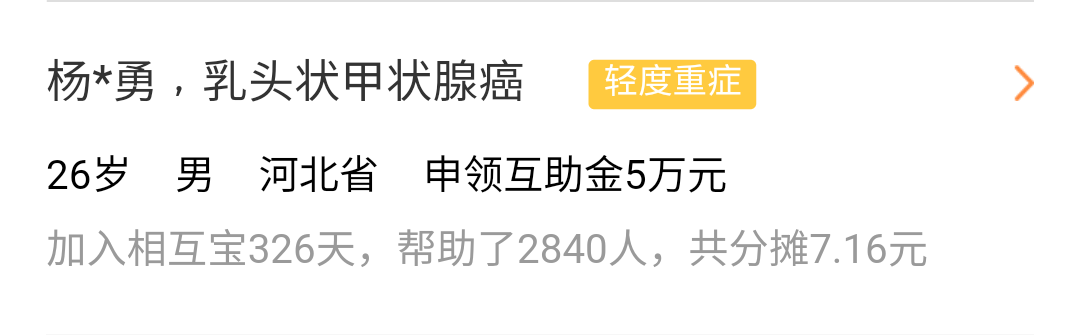 杨*勇，乳头状甲状腺癌 轻度重症
26岁 男 河北省 申领互助金5万元
加入相互宝326天，帮助了2840人，共分摊7.16元